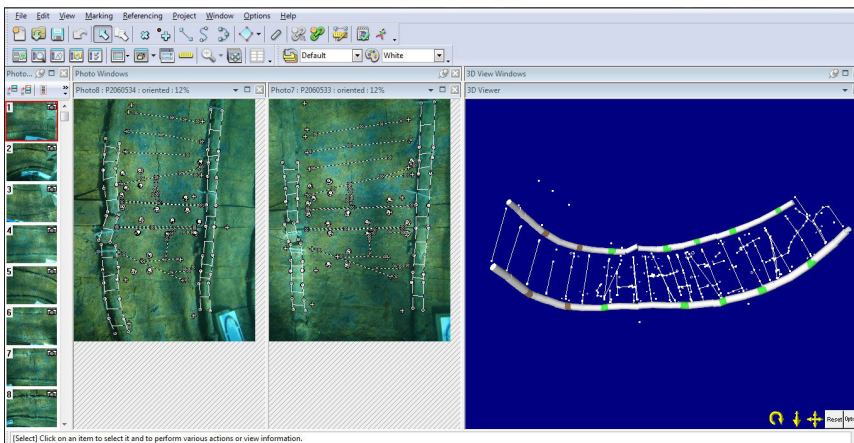 File Edit View Marking Referencing Project Window Options Help
Default White
Photo... Photo Windows 3D View Windows
Photo8 : P2060534 : oriented : 12% Photo7 : P2060533 : oriented : 12% 3D Viewer
1
2
3
4
5
6
7
8
Reset Opti
[Select] Click on an item to select it and to perform various actions or view information.